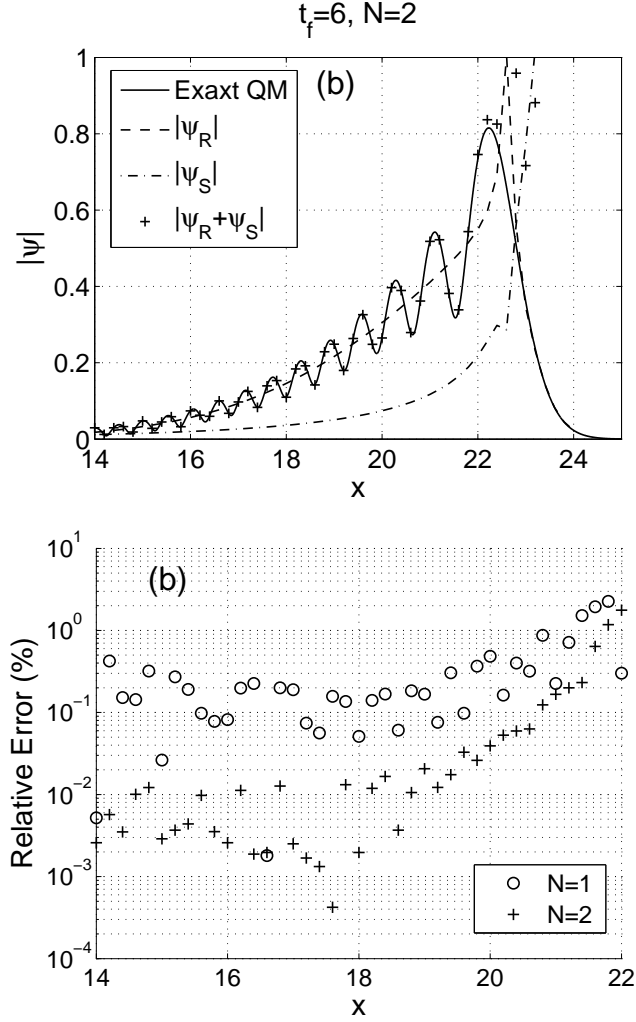 t_f=6, N=2
(b)
Exaxt QM
|ψ_R|
|ψ_S|
|ψ_R+ψ_S|
|ψ|
1
0.8
0.6
0.4
0.2
0
14 16 18 20 22 24
x
(b)
Relative Error (%)
10^1
10^0
10^-1
10^-2
10^-3
10^-4
N=1
N=2
14 16 18 20 22
x